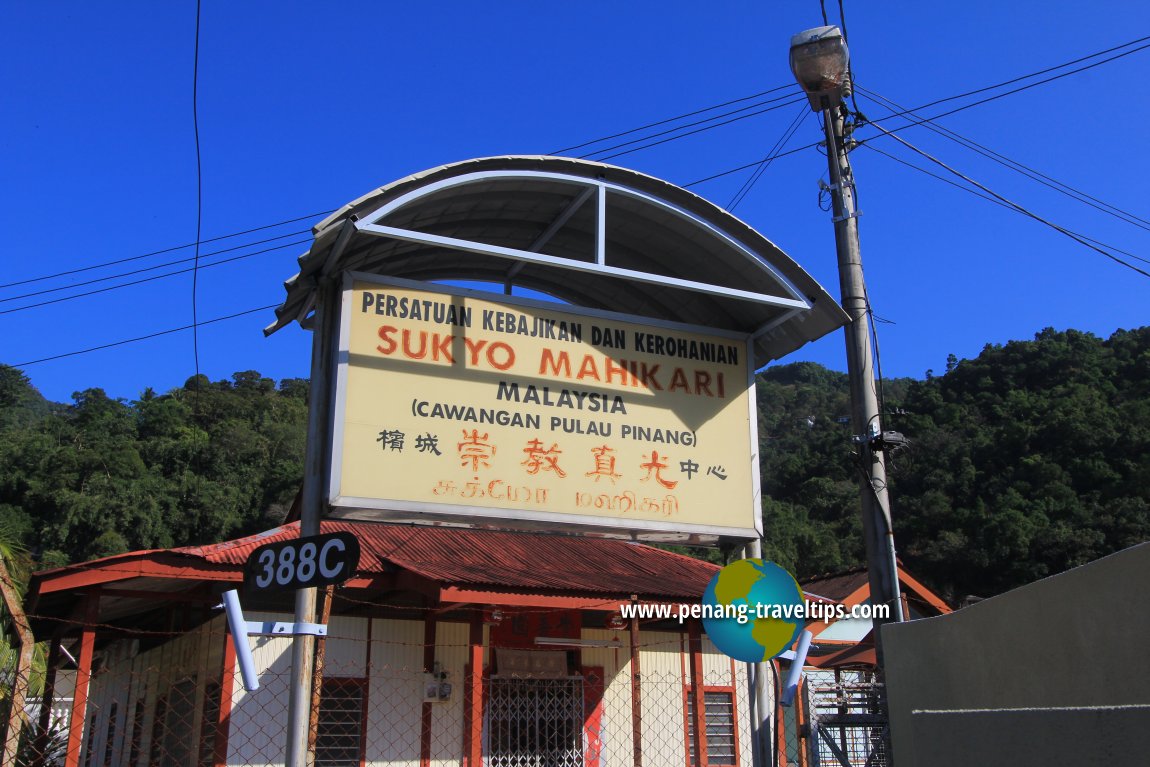 PERSATUAN KEBAJIKAN DAN KEROHANIAN
SUKYO MAHIKARI
MALAYSIA
(CAWANGAN PULAU PINANG)
檳城 崇教真光 中心
சுக்யோ மஹிகரி
388C
www.penang-traveltips.com